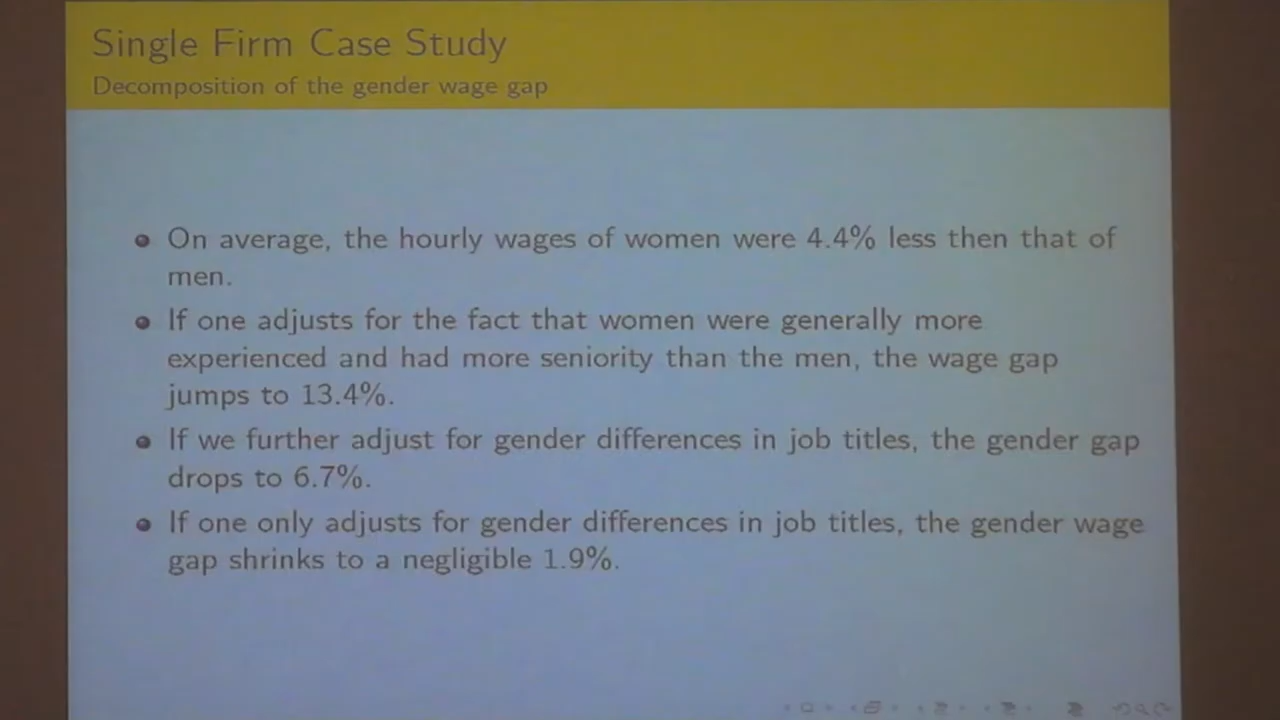 Single Firm Case Study
Decomposition of the gender wage gap
On average, the hourly wages of women were 4.4% less then that of
men.
If one adjusts for the fact that women were generally more
experienced and had more seniority than the men, the wage gap
jumps to 13.4%.
If we further adjust for gender differences in job titles, the gender gap
drops to 6.7%.
If one only adjusts for gender differences in job titles, the gender wage
gap shrinks to a negligible 1.9%.